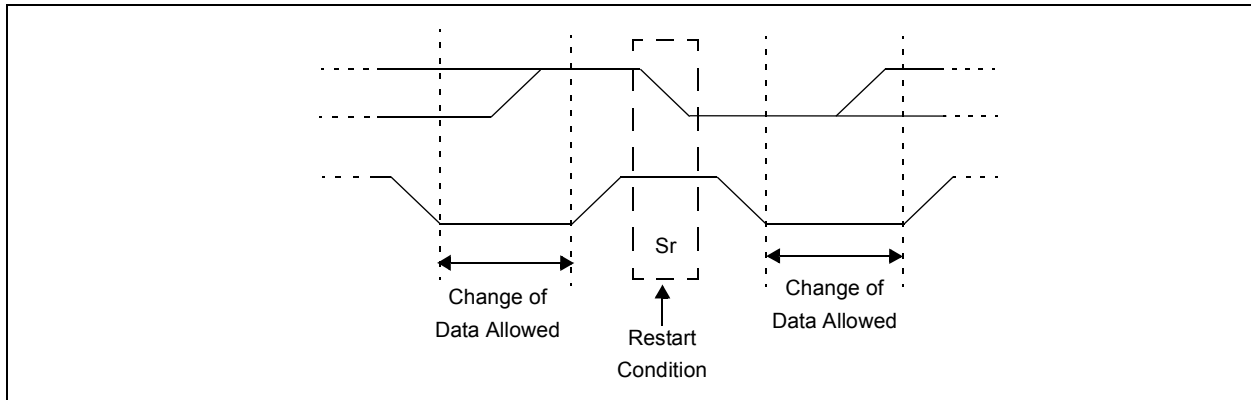 Sr
Change of
Data Allowed
Restart
Condition
Change of
Data Allowed